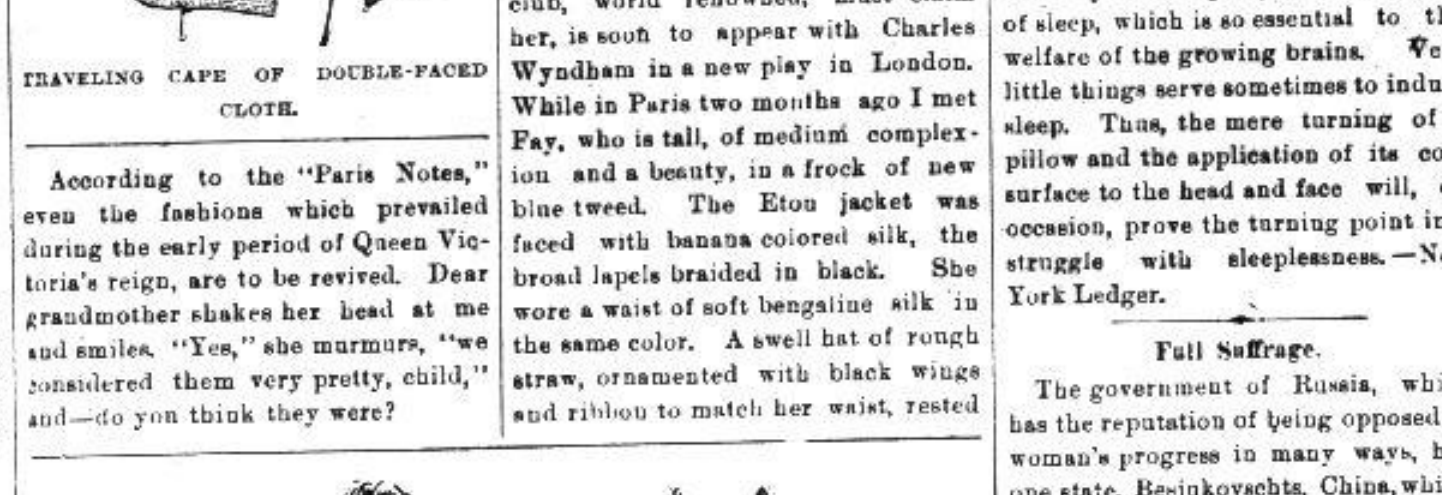 TRAVELING CAPE OF DOUBLE-FACED
CLOTH.
According to the "Paris Notes,"
even the fashions which prevailed
during the early period of Queen Vic-
toria's reign, are to be revived. Dear
grandmother shakes her head at me
and smiles. "Yes," she murmurs, "we
considered them very pretty, child,"
and—do you think they were?
club, world renowned, must
her, is soon to appear with Charles
Wyndham in a new play in London.
While in Paris two months ago I met
Fay, who is tall, of medium complex-
ion and a beauty, in a frock of new
blue tweed. The Eton jacket was
faced with banana colored silk, the
broad lapels braided in black. She
wore a waist of soft bengaline silk in
the same color. A swell hat of rough
straw, ornamented with black wings
and ribbon to match her waist, rested
of sleep, which is so essential to
welfare of the growing brains.
little things serve sometimes to
sleep. Thus, the mere turning of
pillow and the application of its
surface to the head and face will,
occasion, prove the turning point
struggle with sleeplessness.—
York Ledger.
Full Suffrage.
The government of Russia,
has the reputation of being opposed
woman's progress in many ways,
one state, Besinkovschts, China,